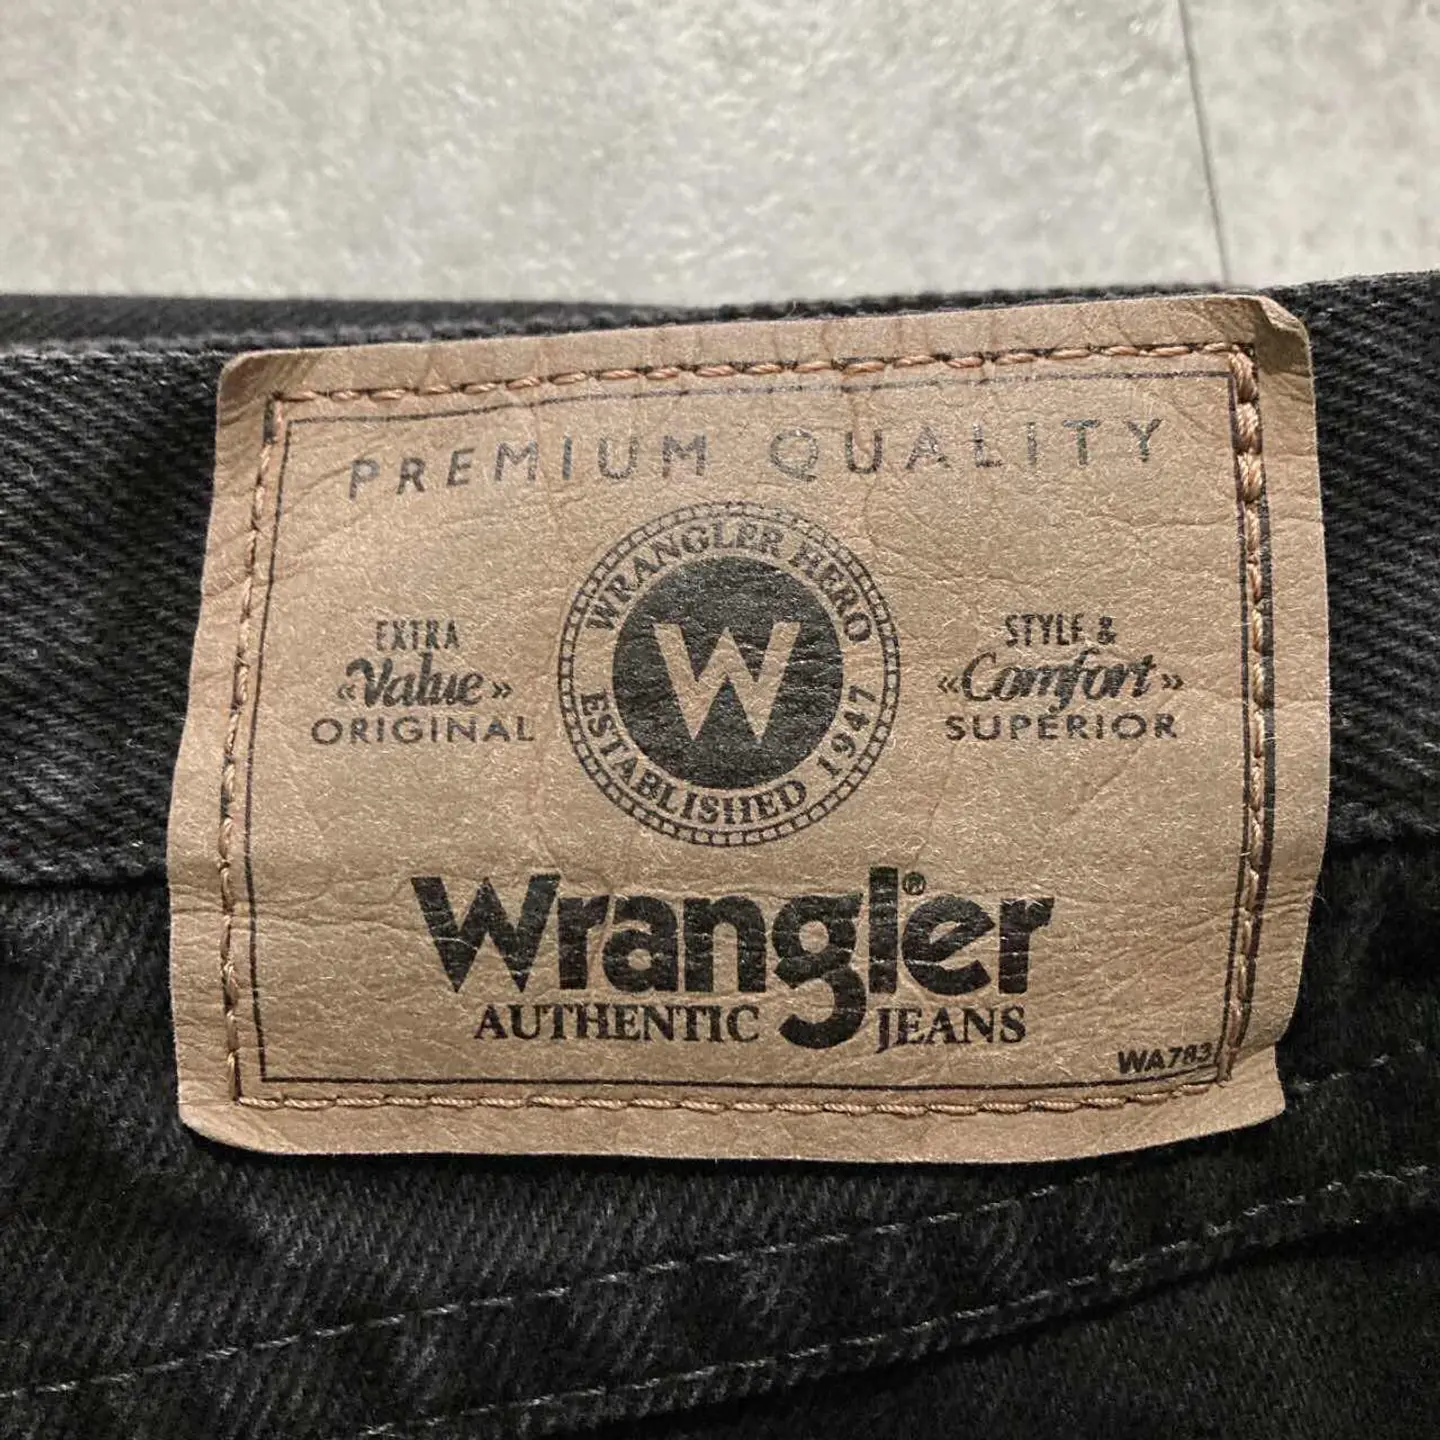 PREMIUM QUALITY
WRANGLER HERO
ESTABLISHED 1947
W
EXTRA
«Value»
ORIGINAL
STYLE &
«Comfort»
SUPERIOR
Wrangler®
AUTHENTIC JEANS
WA783